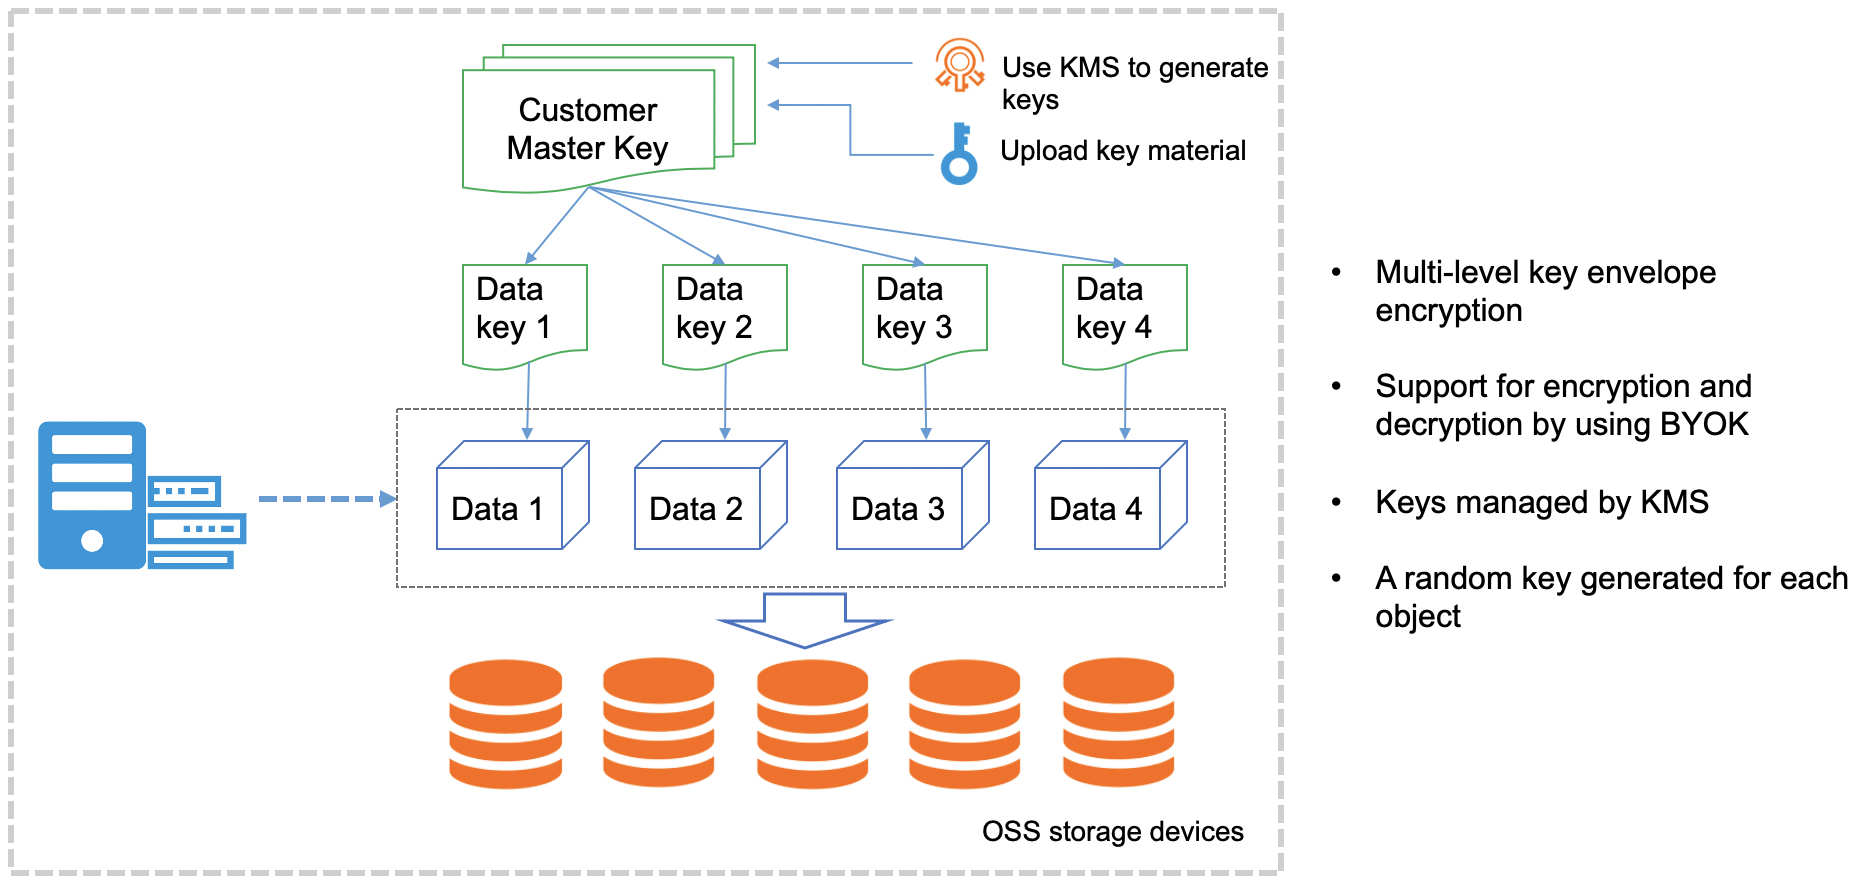 Use KMS to generate
keys
Customer
Master Key
Upload key material
Data
key 1
Data
key 2
Data
key 3
Data
key 4
Data 1
Data 2
Data 3
Data 4
OSS storage devices
• Multi-level key envelope
encryption
• Support for encryption and
decryption by using BYOK
• Keys managed by KMS
• A random key generated for each
object